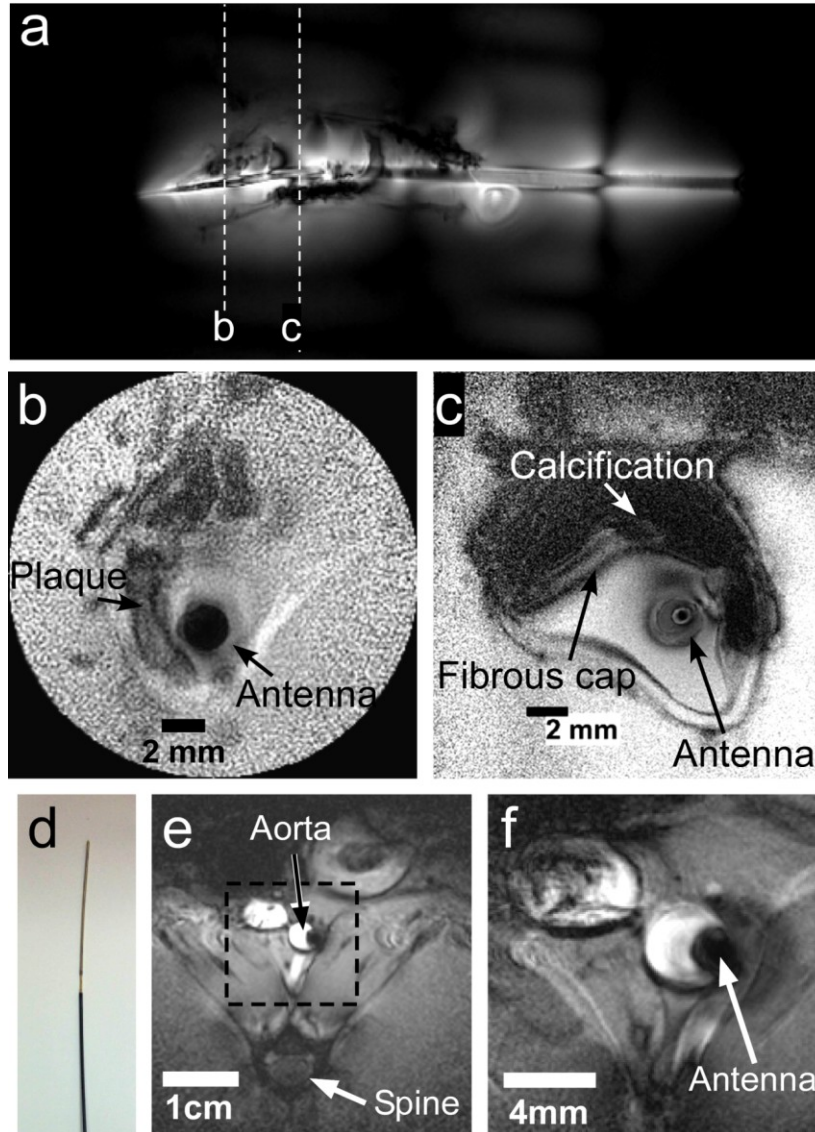 a
b
c
b
Plaque
Antenna
2 mm
c
Calcification
Fibrous cap
2 mm
Antenna
d
e
Aorta
1cm
Spine
f
4mm
Antenna